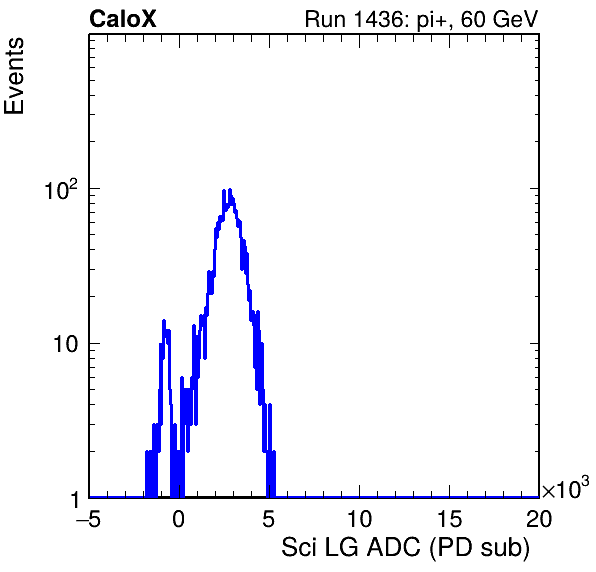 CaloX Run 1436: pi+, 60 GeV
Events
10²
10
1
−5 0 5 10 15 20 ×10³
Sci LG ADC (PD sub)